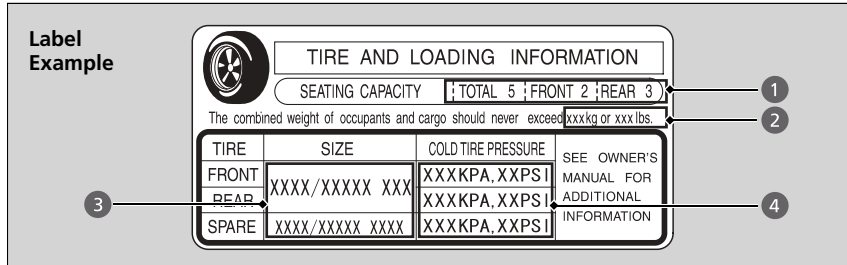 Label
Example
TIRE AND LOADING INFORMATION
SEATING CAPACITY TOTAL 5 FRONT 2 REAR 3
1
The combined weight of occupants and cargo should never exceed xxxkg or xxx lbs.
2
TIRE SIZE COLD TIRE PRESSURE SEE OWNER'S
MANUAL FOR
ADDITIONAL
INFORMATION
FRONT XXXX/XXXXX XXX XXXKPA,XXPSI
3
REAR XXXKPA,XXPSI
4
SPARE XXXX/XXXXX XXXX XXXKPA,XXPSI